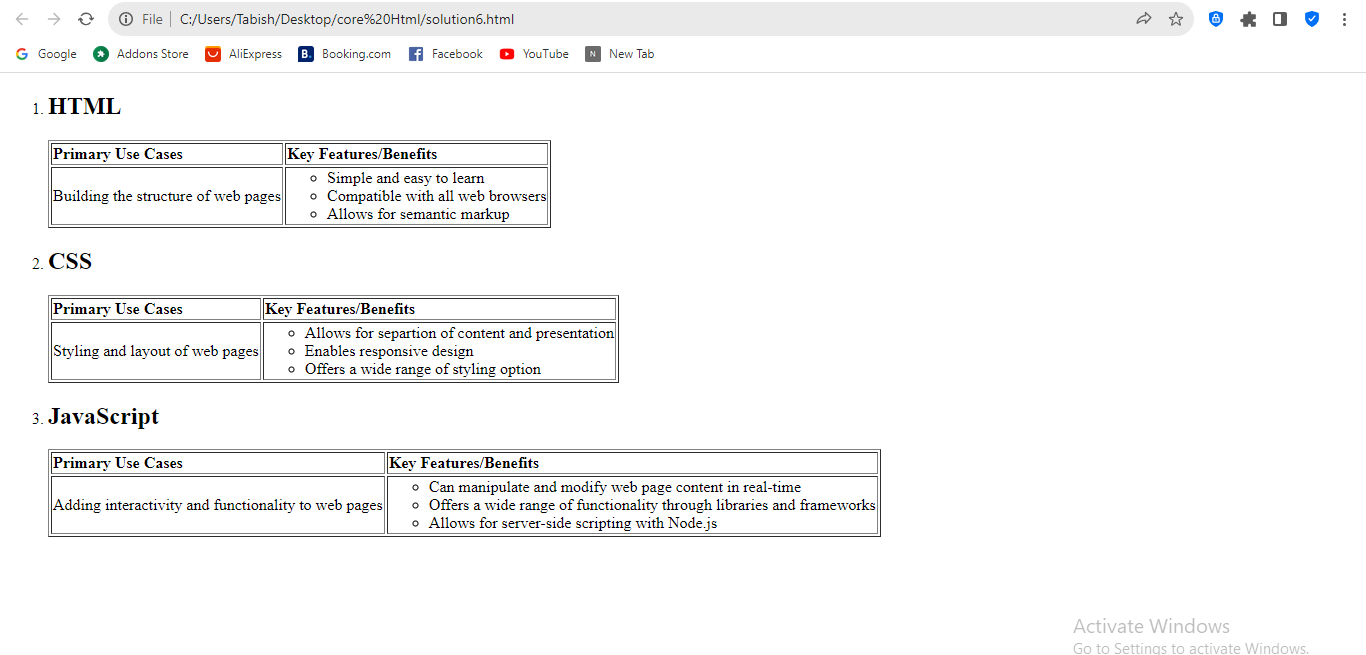 File C:/Users/Tabish/Desktop/core%20Html/solution6.html
Google Addons Store AliExpress B. Booking.com Facebook YouTube N New Tab
1. HTML
Primary Use Cases Key Features/Benefits
Building the structure of web pages
Simple and easy to learn
Compatible with all web browsers
Allows for semantic markup
2. CSS
Primary Use Cases Key Features/Benefits
Styling and layout of web pages
Allows for separtion of content and presentation
Enables responsive design
Offers a wide range of styling option
3. JavaScript
Primary Use Cases Key Features/Benefits
Adding interactivity and functionality to web pages
Can manipulate and modify web page content in real-time
Offers a wide range of functionality through libraries and frameworks
Allows for server-side scripting with Node.js
Activate Windows
Go to Settings to activate Windows.